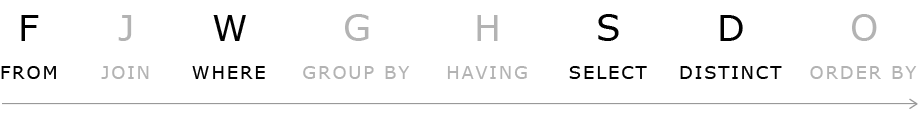 F J W G H S D O
FROM JOIN WHERE GROUP BY HAVING SELECT DISTINCT ORDER BY